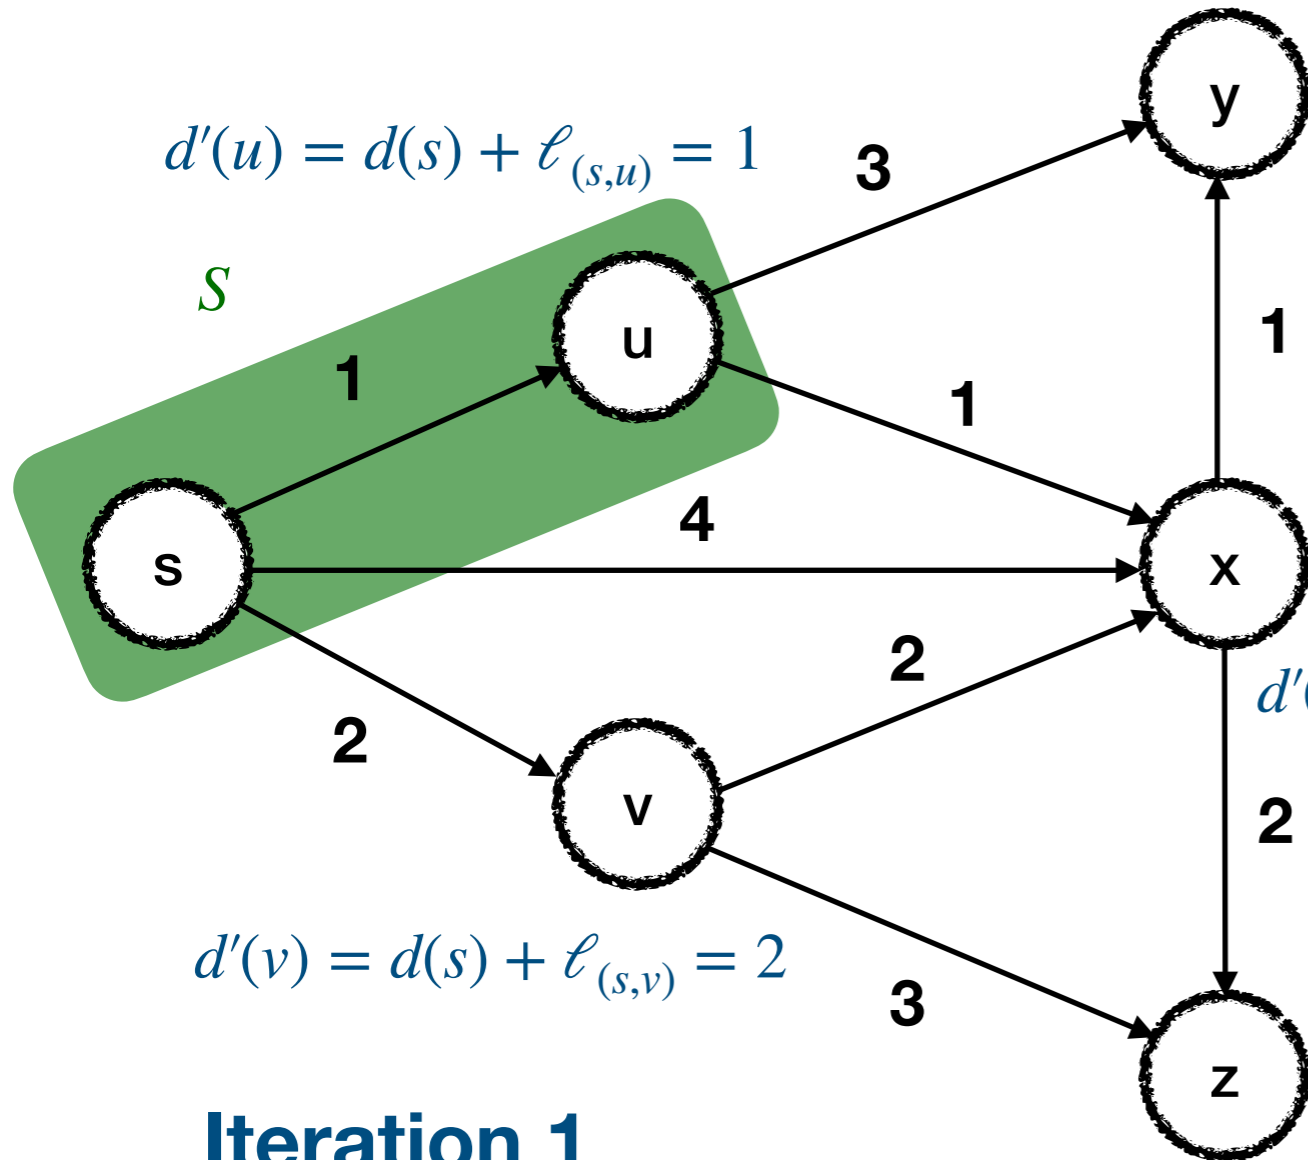 y
d′(u) = d(s) + ℓ(s,u) = 1
3
S
u
1
1
1
4
s
x
2
d′(
2
2
v
d′(v) = d(s) + ℓ(s,v) = 2
3
z
Iteration 1